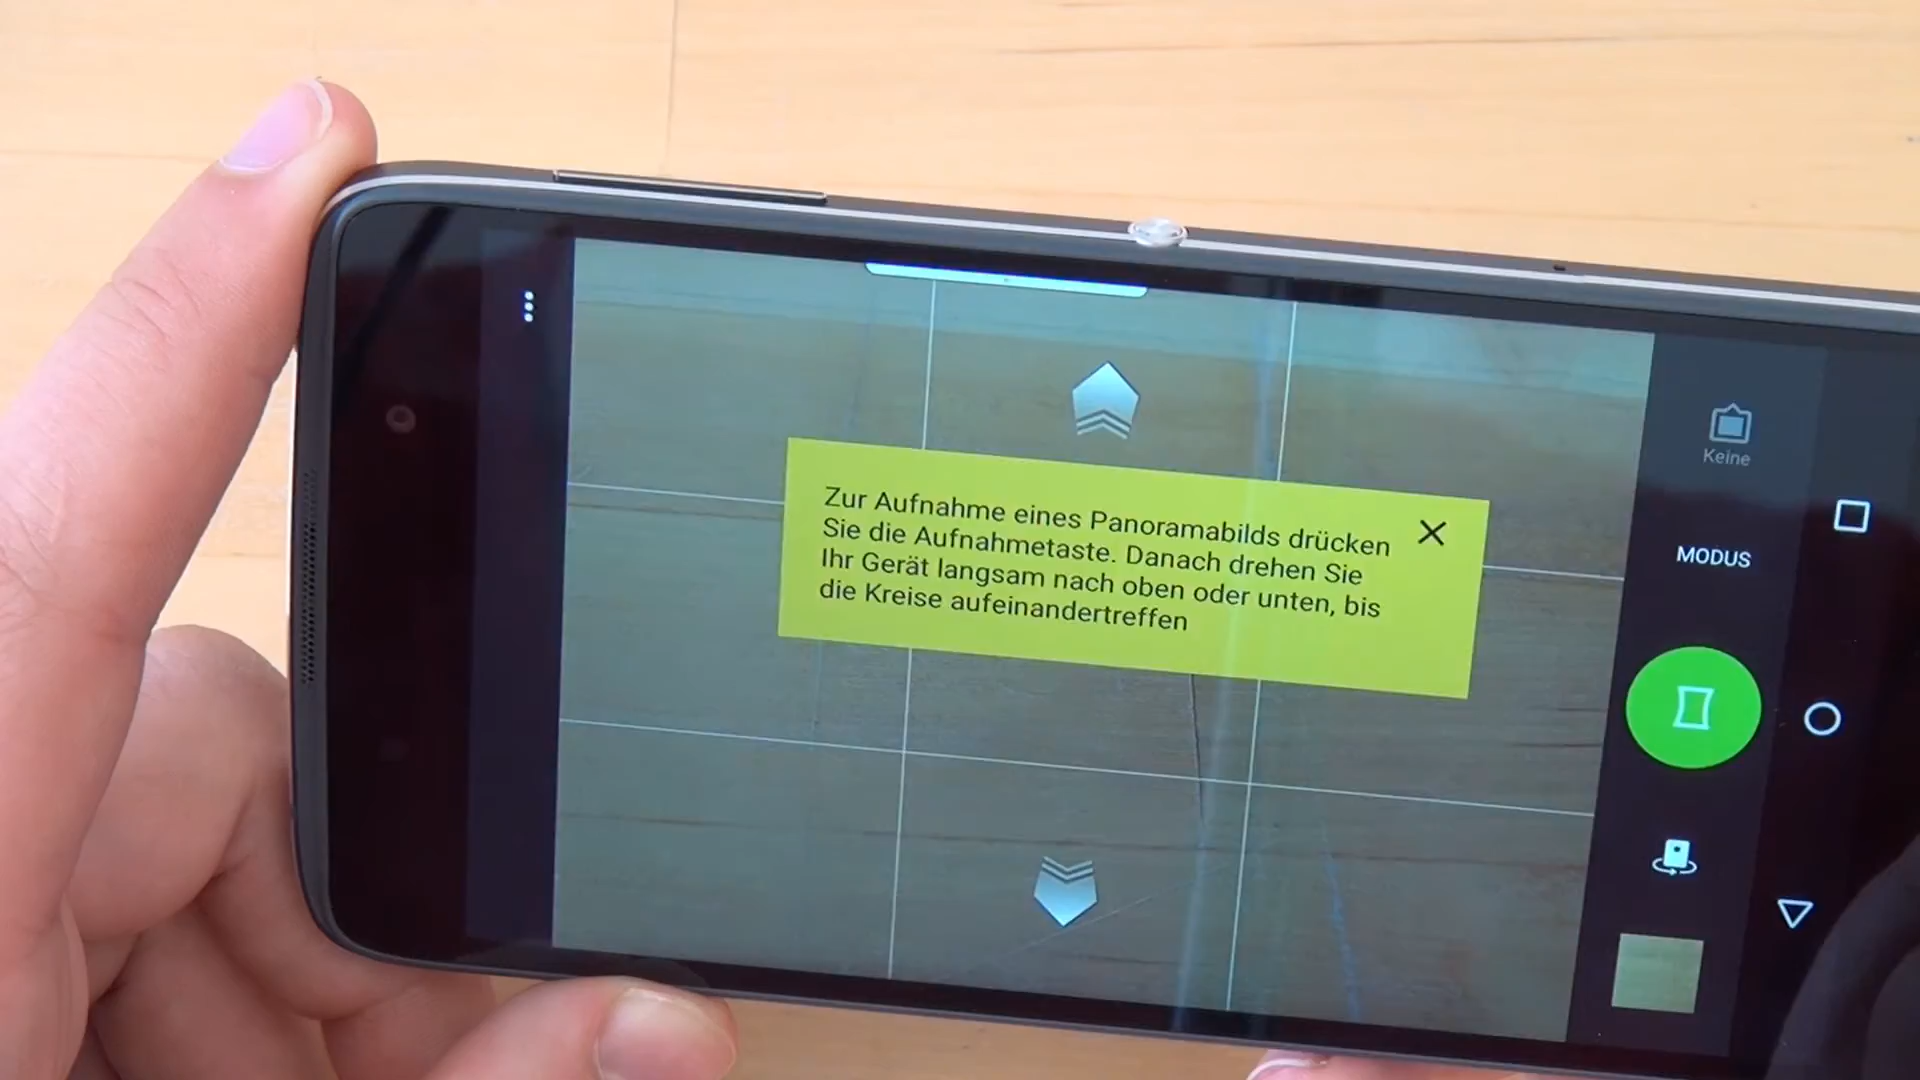 Zur Aufnahme eines Panoramabilds drücken
Sie die Aufnahmetaste. Danach drehen Sie
Ihr Gerät langsam nach oben oder unten, bis
die Kreise aufeinandertreffen
Keine
MODUS